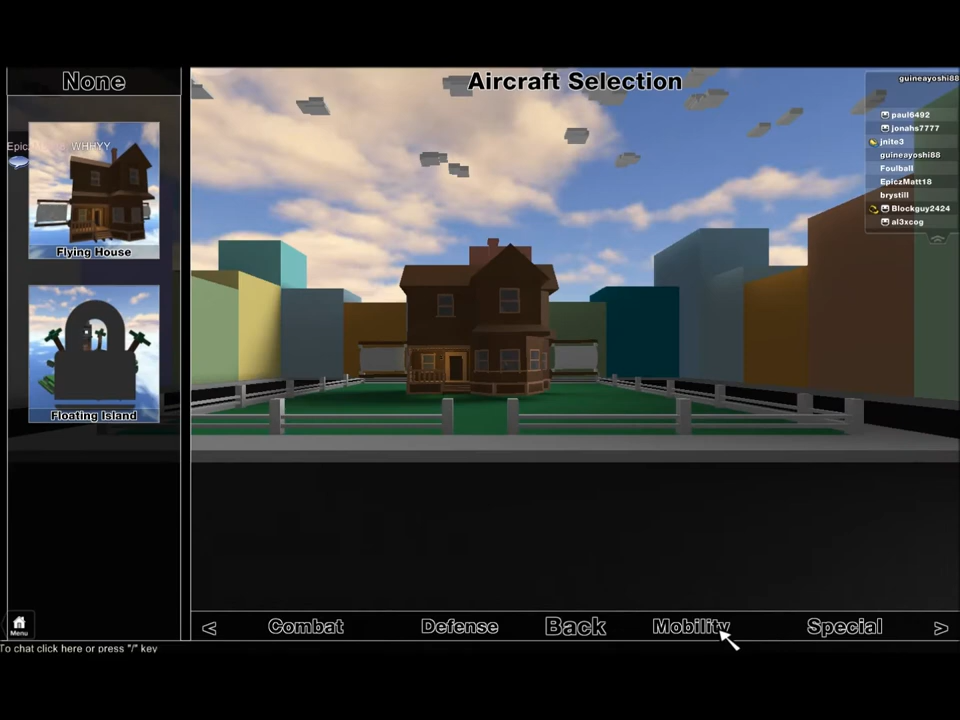 None
Aircraft Selection
guineayoshi88
paul6492
jonahs7777
jnite3
guineayoshi88
Foulball
EpiczMatt18
brystill
Blockguy2424
al3xcog
WHHYY
Flying House
Floating Island
Menu
< Combat Defense Back Mobility Special >
To chat click here or press "/" key